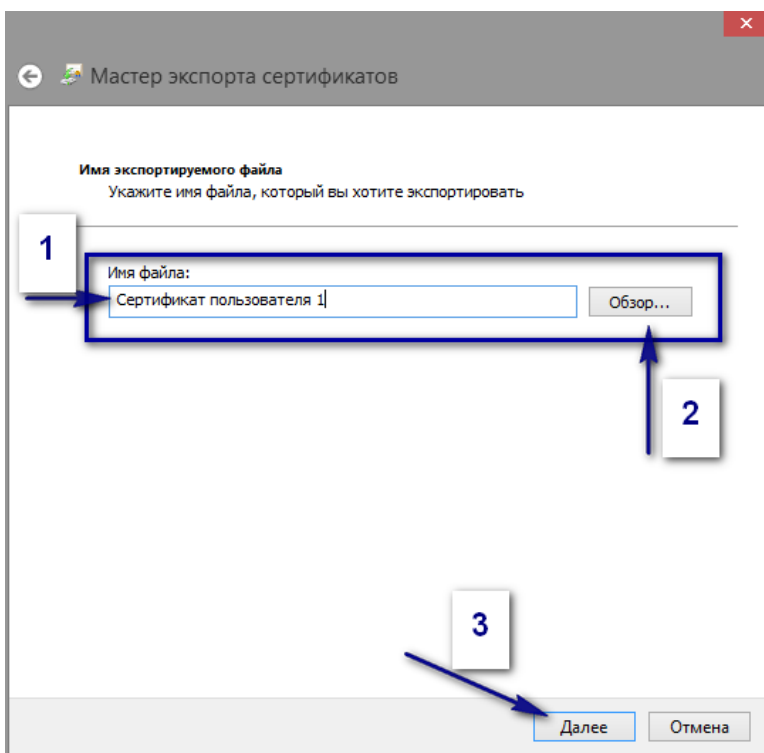 Мастер экспорта сертификатов
Имя экспортируемого файла
Укажите имя файла, который вы хотите экспортировать
1
Имя файла:
Сертификат пользователя 1
Обзор...
2
3
Далее
Отмена